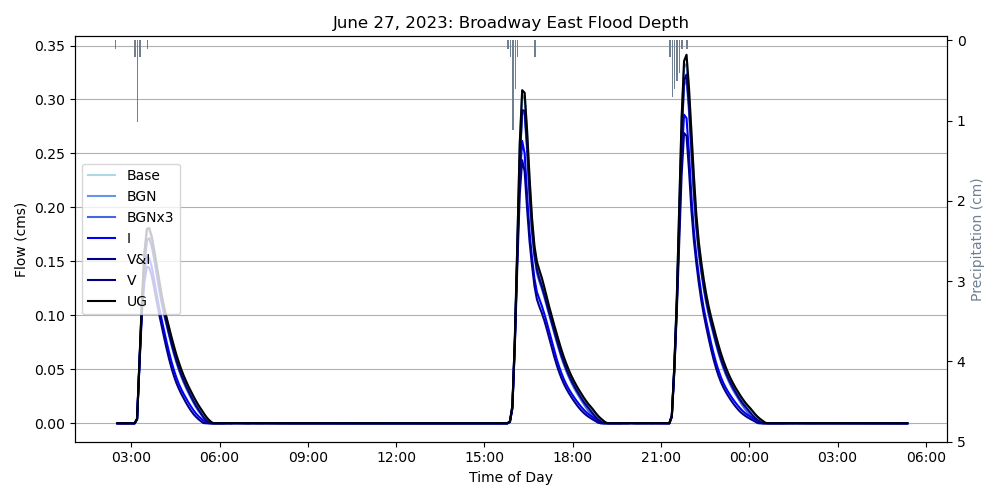 June 27, 2023: Broadway East Flood Depth
Flow (cms)
0.35
0.30
0.25
0.20
0.15
0.10
0.05
0.00
Base
BGN
BGNx3
I
V&I
V
UG
0
1
2
3
4
5
Precipitation (cm)
03:00 06:00 09:00 12:00 15:00 18:00 21:00 00:00 03:00 06:00
Time of Day